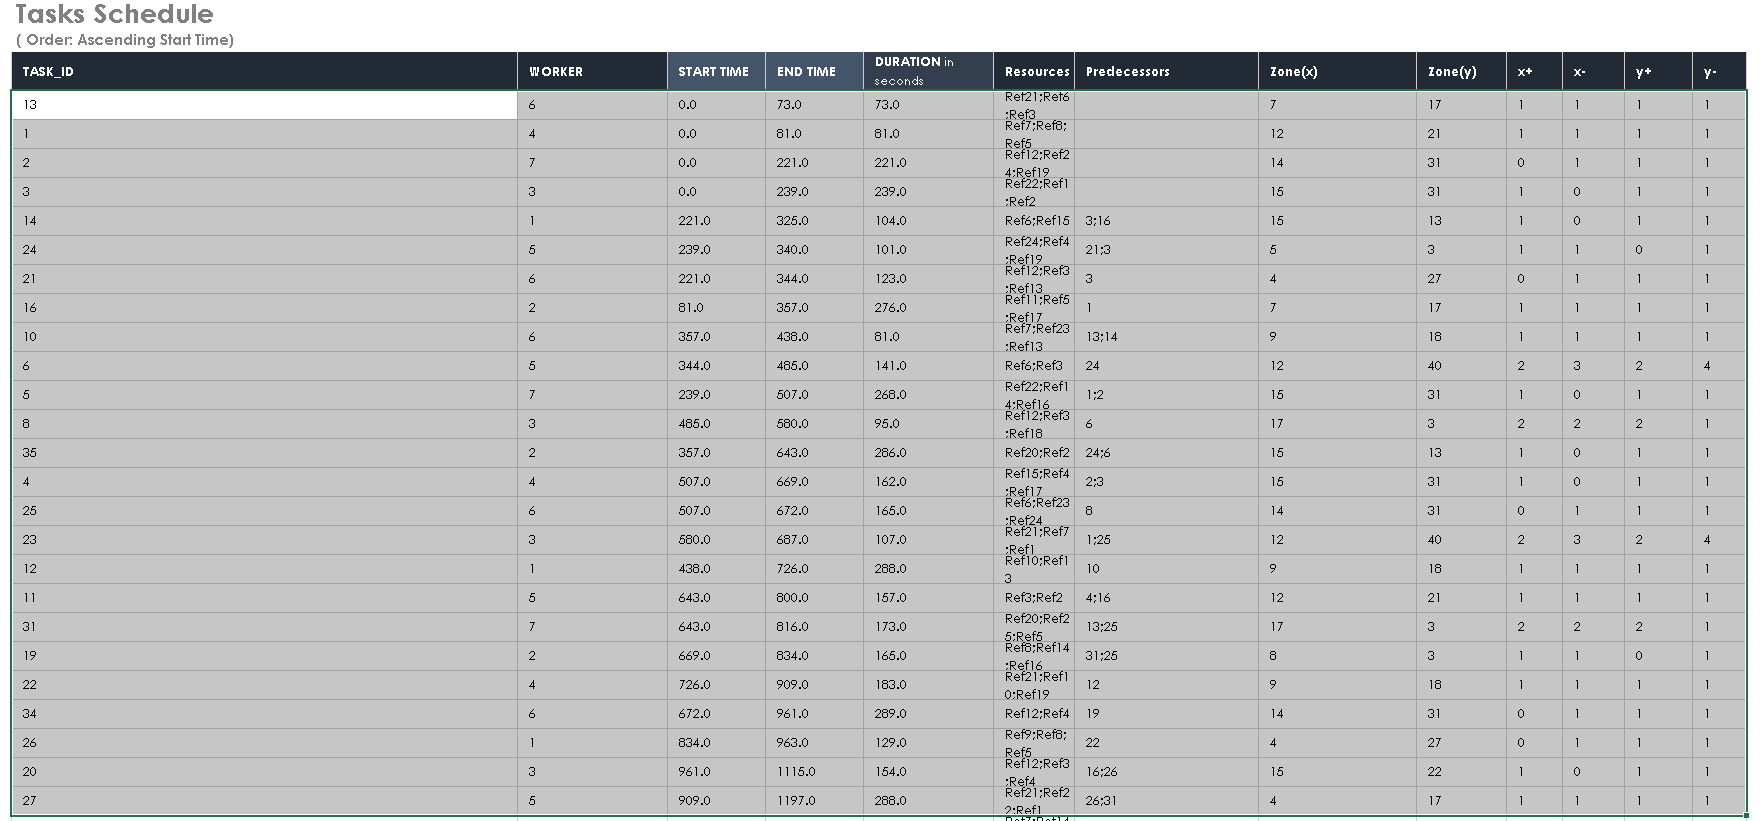 Tasks Schedule
( Order: Ascending Start Time)
TASK_ID WORKER START TIME END TIME DURATION in seconds Resources Predecessors Zone(x) Zone(y) x+ x- y+ y-
13 6 0.0 73.0 73.0 Ref21;Ref6;Ref3 7 17 1 1 1 1
1 4 0.0 81.0 81.0 Ref7;Ref8;Ref5 12 21 1 1 1 1
2 7 0.0 221.0 221.0 Ref12;Ref24;Ref19 14 31 0 1 1 1
3 3 0.0 239.0 239.0 Ref22;Ref1;Ref2 15 31 1 0 1 1
14 1 221.0 325.0 104.0 Ref6;Ref15 3;16 15 13 1 0 1 1
24 5 239.0 340.0 101.0 Ref24;Ref4;Ref19 21;3 5 3 1 1 0 1
21 6 221.0 344.0 123.0 Ref12;Ref3;Ref13 3 4 27 0 1 1 1
16 2 81.0 357.0 276.0 Ref11;Ref5;Ref17 1 7 17 1 1 1 1
10 6 357.0 438.0 81.0 Ref7;Ref23;Ref13 13;14 9 18 1 1 1 1
6 5 344.0 485.0 141.0 Ref6;Ref3 24 12 40 2 3 2 4
5 7 239.0 507.0 268.0 Ref22;Ref14;Ref16 1;2 15 31 1 0 1 1
8 3 485.0 580.0 95.0 Ref12;Ref3;Ref18 6 17 3 2 2 2 1
35 2 357.0 643.0 286.0 Ref20;Ref2 24;6 15 13 1 0 1 1
4 4 507.0 669.0 162.0 Ref15;Ref4;Ref17 2;3 15 31 1 0 1 1
25 6 507.0 672.0 165.0 Ref6;Ref23;Ref24 8 14 31 0 1 1 1
23 3 580.0 687.0 107.0 Ref21;Ref7;Ref1 1;25 12 40 2 3 2 4
12 1 438.0 726.0 288.0 Ref10;Ref13 10 9 18 1 1 1 1
11 5 643.0 800.0 157.0 Ref3;Ref2 4;16 12 21 1 1 1 1
31 7 643.0 816.0 173.0 Ref20;Ref25;Ref5 13;25 17 3 2 2 2 1
19 2 669.0 834.0 165.0 Ref8;Ref14;Ref16 31;25 8 3 1 1 0 1
22 4 726.0 909.0 183.0 Ref21;Ref10;Ref19 12 9 18 1 1 1 1
34 6 672.0 961.0 289.0 Ref12;Ref4 19 14 31 0 1 1 1
26 1 834.0 963.0 129.0 Ref9;Ref8;Ref5 22 4 27 0 1 1 1
20 3 961.0 1115.0 154.0 Ref12;Ref3;Ref4 16;26 15 22 1 0 1 1
27 5 909.0 1197.0 288.0 Ref21;Ref22;Ref1 26;31 4 17 1 1 1 1